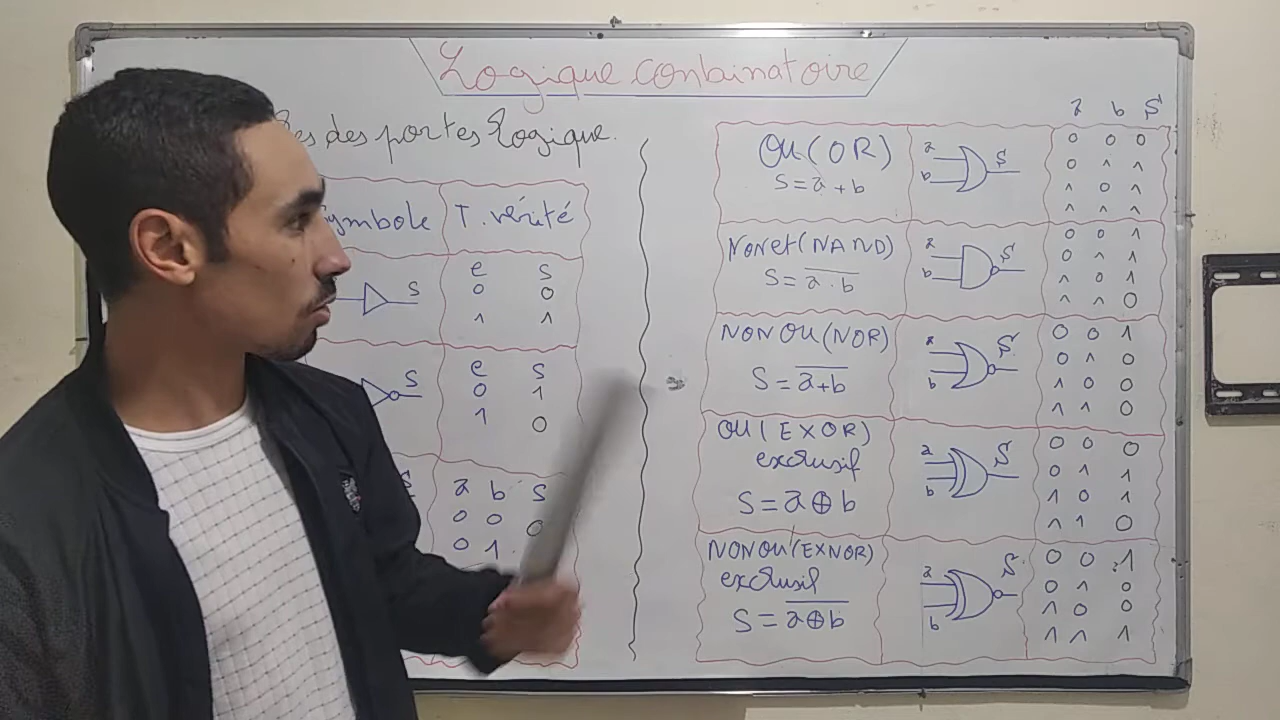 Logique conbinatoire
des portes Logique.
ymbole T. vérité
e S
S 0 0
1 1
e S
S 0 1
1 0
a b S
0 0 0
0 1
a b S
OU (OR)
S = a + b
a b S
0 0 0
0 1 1
1 0 1
1 1 1
Non et (NAND)
S = \overline{a . b}
a b S
0 0 1
0 1 1
1 0 1
1 1 0
NON OU (NOR)
S = \overline{a+b}
a b S
0 0 1
0 1 0
1 0 0
1 1 0
OU (EXOR)
exclusif
S = a ⊕ b
a b S
0 0 0
0 1 1
1 0 1
1 1 0
NON OU (EXNOR)
exclusif
S = \overline{a⊕b}
a b S
0 0 1
0 1 0
1 0 0
1 1 1